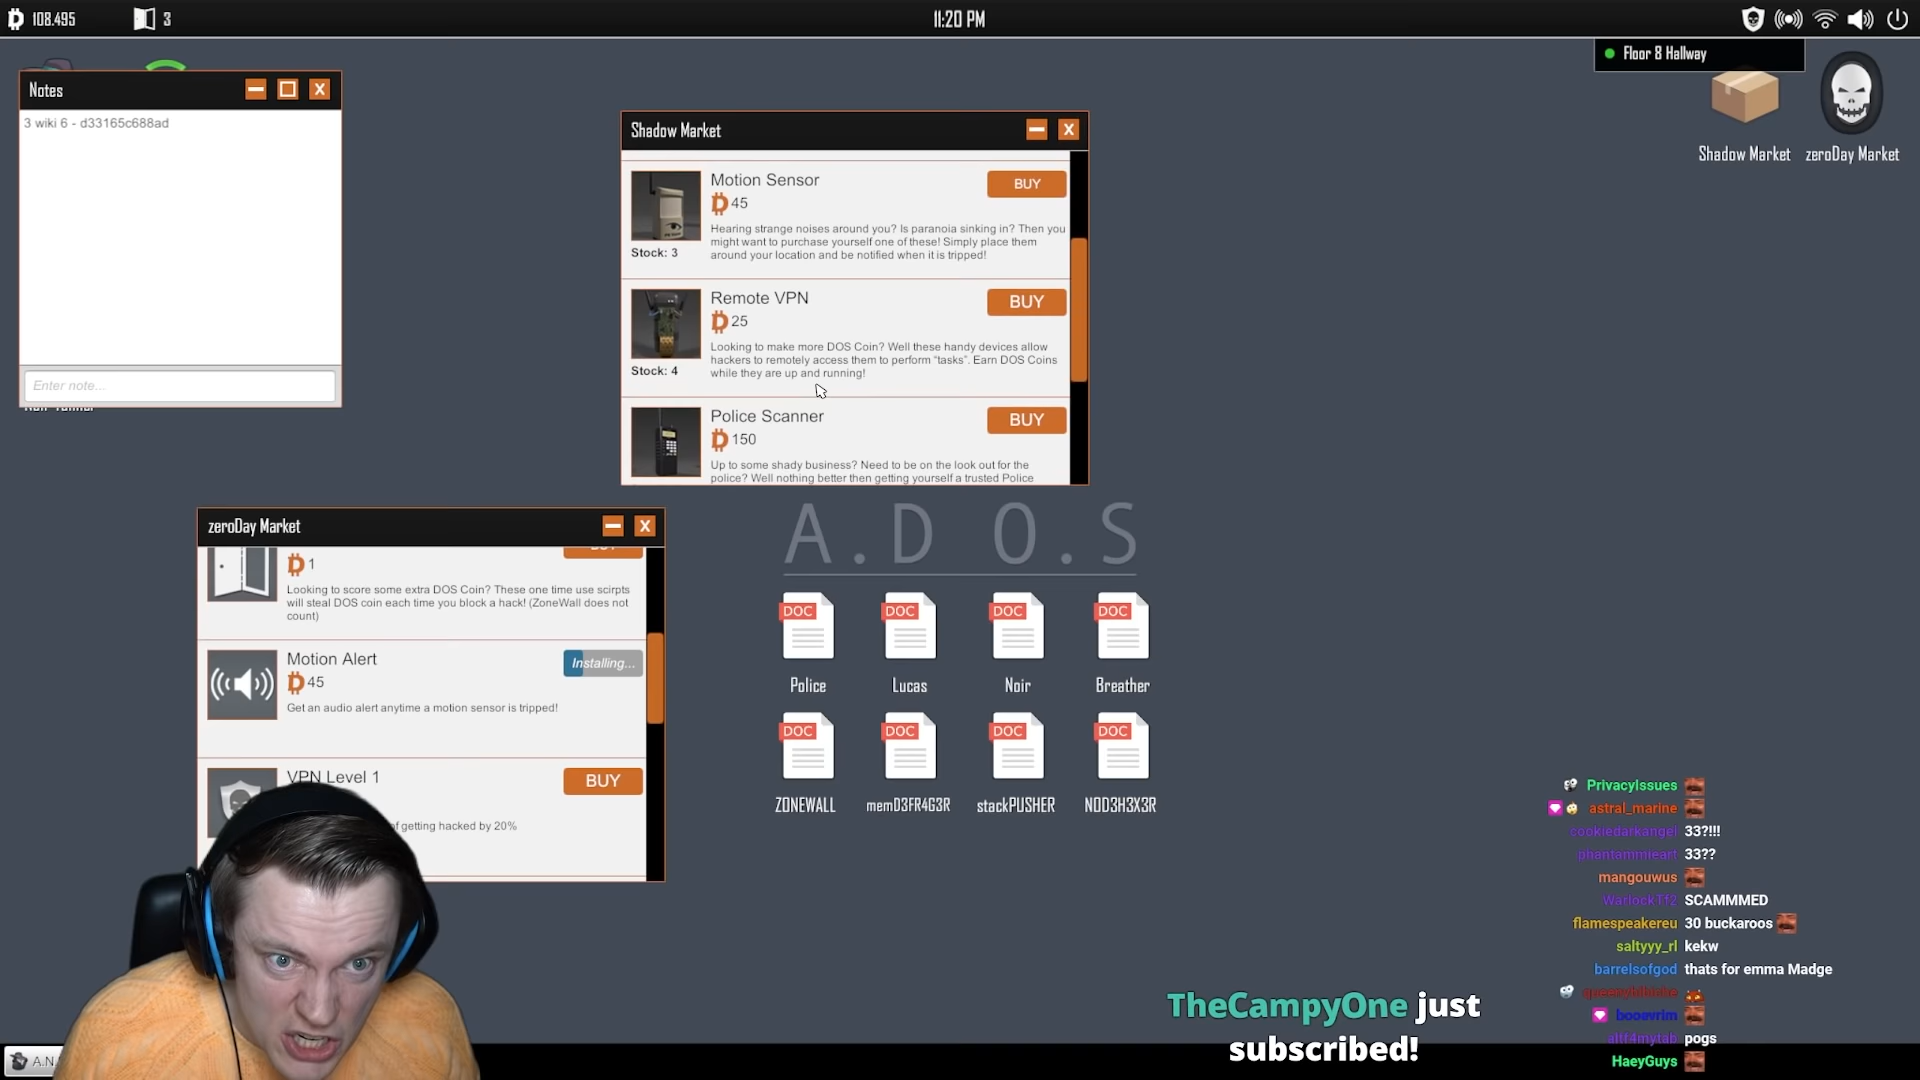 108.495
3
11:20 PM
Floor 8 Hallway
Shadow Market
zeroDay Market
Notes
3 wiki 6 - d33165c688ad
Enter note...
Shadow Market
Motion Sensor
BUY
45
Hearing strange noises around you? Is paranoia sinking in? Then you
might want to purchase yourself one of these! Simply place them
around your location and be notified when it is tripped!
Stock: 3
Remote VPN
BUY
25
Looking to make more DOS Coin? Well these handy devices allow
hackers to remotely access them to perform "tasks". Earn DOS Coins
while they are up and running!
Stock: 4
Police Scanner
BUY
150
Up to some shady business? Need to be on the look out for the
police? Well nothing better then getting yourself a trusted Police
zeroDay Market
1
Looking to score some extra DOS Coin? These one time use scirpts
will steal DOS coin each time you block a hack! (ZoneWall does not
count)
Motion Alert
Installing...
45
Get an audio alert anytime a motion sensor is tripped!
VPN Level 1
BUY
of getting hacked by 20%
A.D O.S
DOC
DOC
DOC
DOC
Police
Lucas
Noir
Breather
DOC
DOC
DOC
DOC
ZONEWALL
memD3FR4G3R
stackPUSHER
NOD3H3X3R
PrivacyIssues
astral_marine
cookiedarkangel 33?!!!
phantammieart 33??
mangouwus
WarlockTf2 SCAMMMED
flamespeakereu 30 buckaroos
saltyyy_rl kekw
barrelsofgod thats for emma Madge
booevrim
altf4mytab pogs
HaeyGuys
TheCampyOne just
subscribed!
A.N